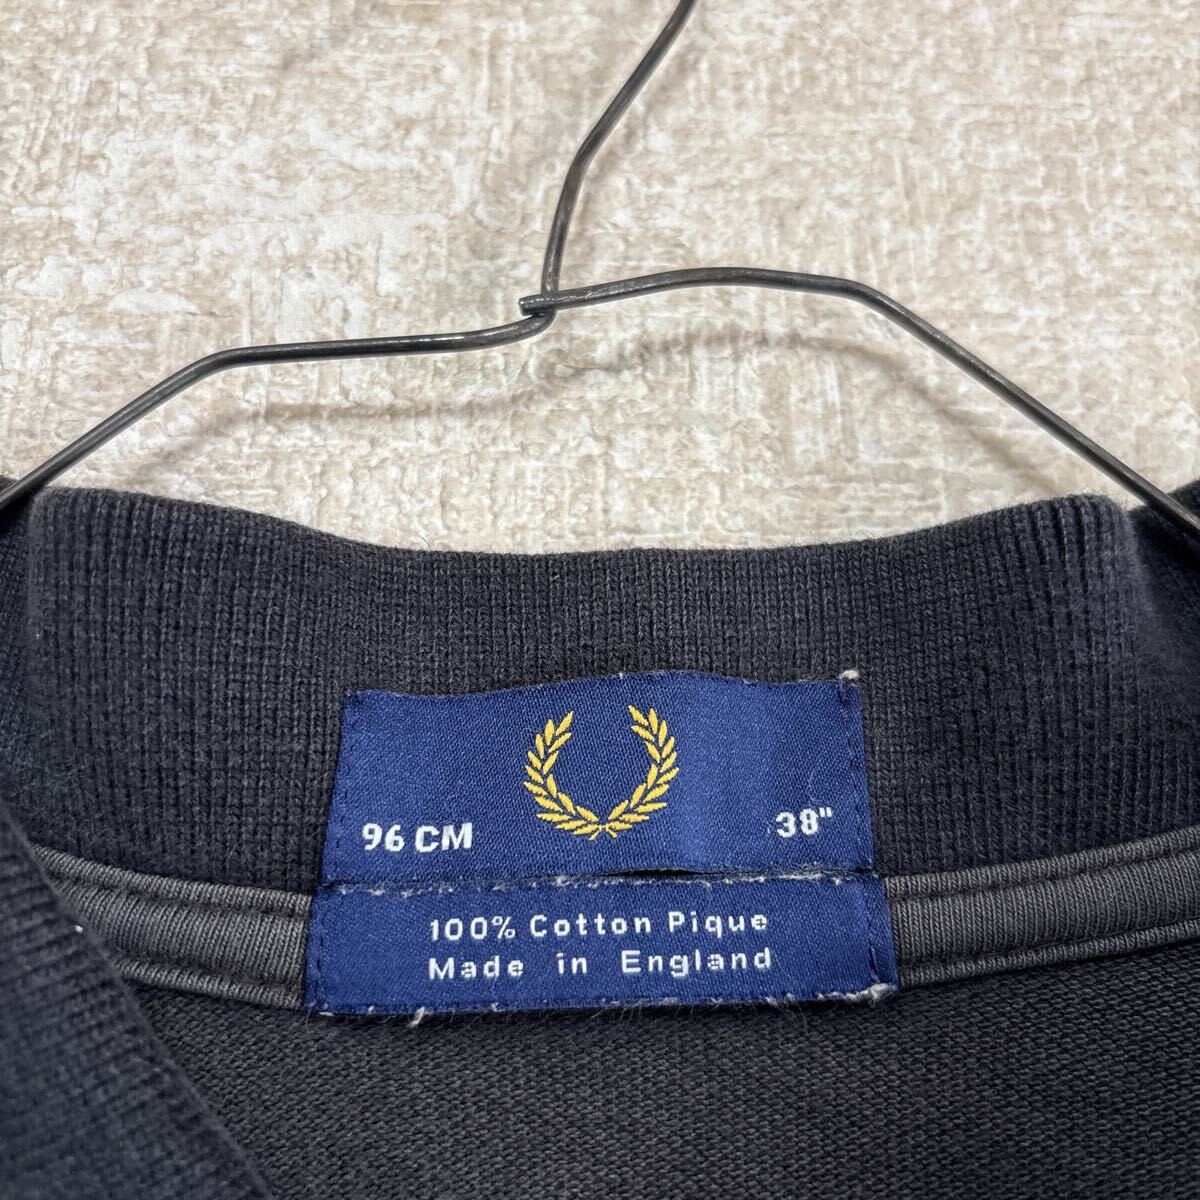 96 CM 38"
100% Cotton Pique
Made in England